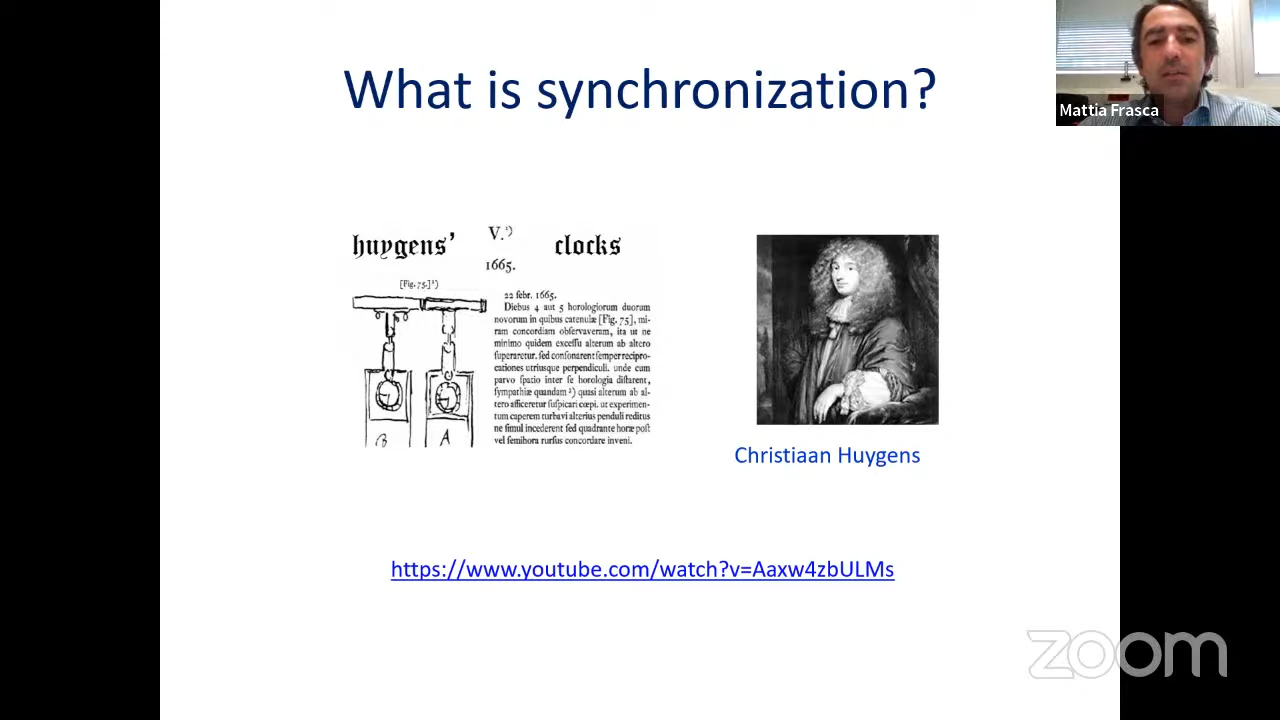 What is synchronization?
Mattia Frasca
huygens' clocks
V.²)
1665.
[Fig. 75.]¹)
22 febr. 1665.
Diebus 4 aut 5 horologiorum duorum
novorum in quibus catenulæ [Fig. 75], mi-
ram concordiam obſervaveram, ita ut ne
minimo quidem exceſſu alterum ab altero
ſuperaretur. ſed conſonarent ſemper recipro-
cationes utriusque perpendiculi. unde cum
parvo ſpatio inter ſe horologia diſtarent,
ſympathiæ quandam ²) quasi alterum ab al-
tero afficeretur ſuſpicari cœpi. ut experimen-
tum caperem turbavi alterius penduli reditus
ne ſimul incederent ſed quadrante horæ poſt
vel ſemihora rurſus concordare inveni.
B A
Christiaan Huygens
https://www.youtube.com/watch?v=Aaxw4zbULMs
zoom